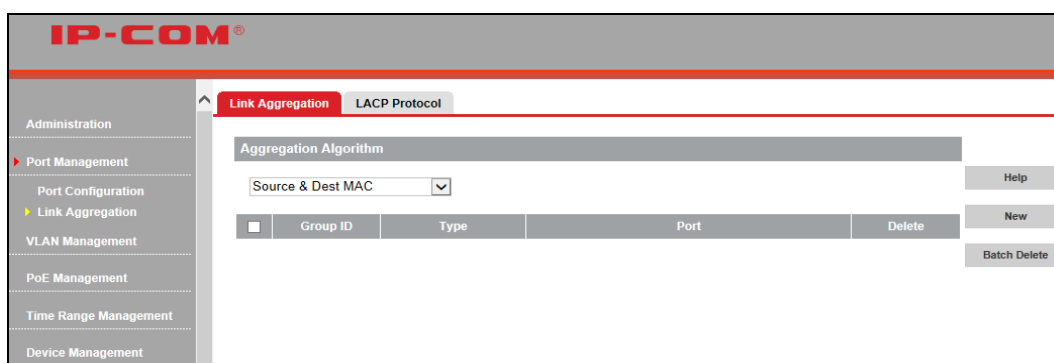 IP-COM®
Link Aggregation LACP Protocol
Administration
Port Management
Port Configuration
Link Aggregation
VLAN Management
PoE Management
Time Range Management
Device Management
Aggregation Algorithm
Source & Dest MAC
Group ID Type Port Delete
Help
New
Batch Delete